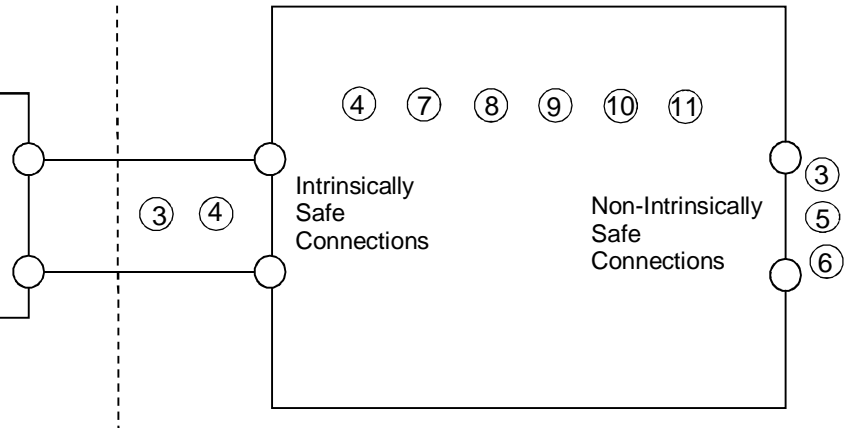 4 7 8 9 10 11
3 4
Intrinsically
Safe
Connections
Non-Intrinsically
Safe
Connections
3
5
6